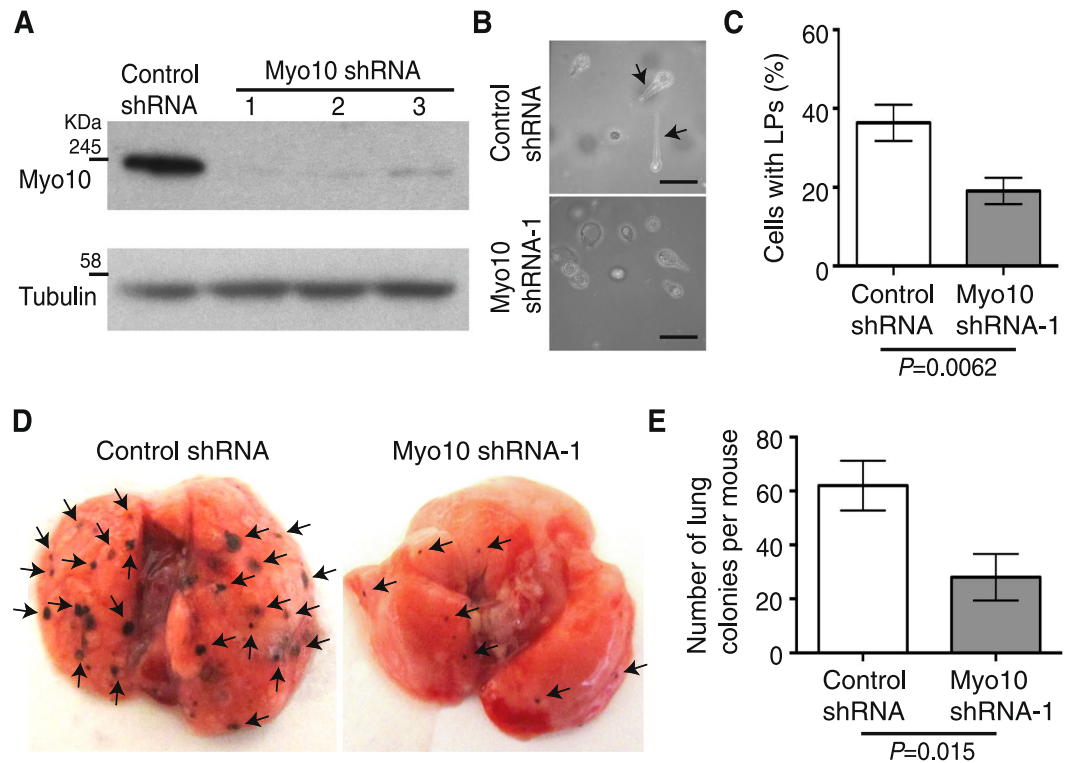 A
Control
shRNA
Myo10 shRNA
1 2 3
KDa
245
Myo10
58
Tubulin
B
Control
shRNA
Myo10
shRNA-1
C
Cells with LPs (%)
60
40
20
0
Control
shRNA
Myo10
shRNA-1
P=0.0062
D
Control shRNA
Myo10 shRNA-1
E
Number of lung
colonies per mouse
80
60
40
20
0
Control
shRNA
Myo10
shRNA-1
P=0.015